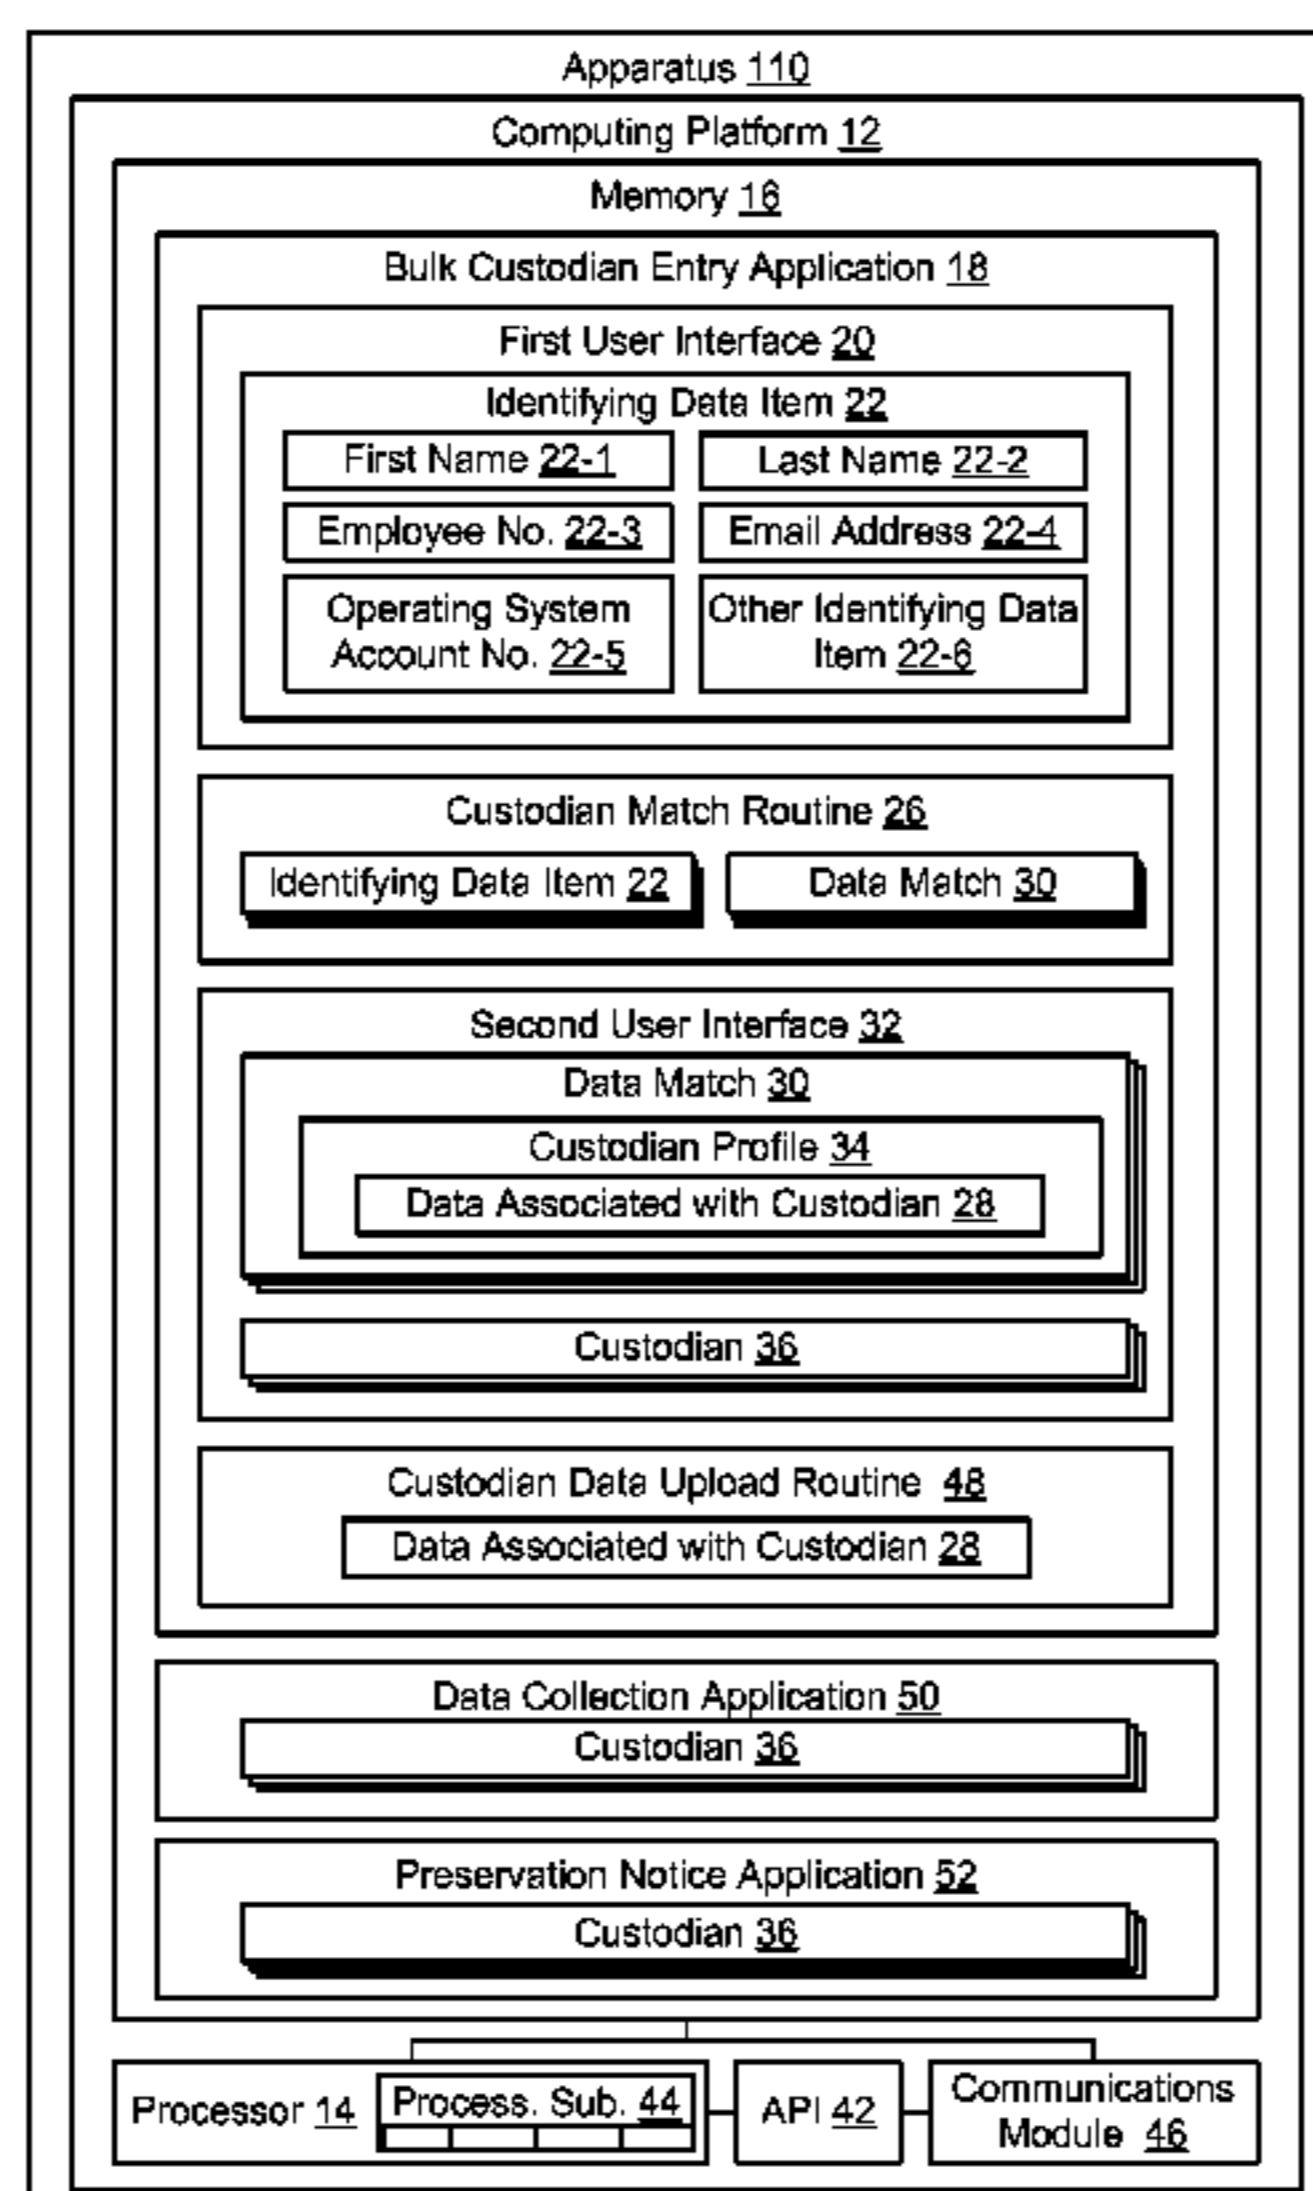 Apparatus 110
Computing Platform 12
Memory 16
Bulk Custodian Entry Application 18
First User Interface 20
Identifying Data Item 22
First Name 22-1
Last Name 22-2
Employee No. 22-3
Email Address 22-4
Operating System
Account No. 22-5
Other Identifying Data
Item 22-6
Custodian Match Routine 26
Identifying Data Item 22
Data Match 30
Second User Interface 32
Data Match 30
Custodian Profile 34
Data Associated with Custodian 28
Custodian 36
Custodian Data Upload Routine 48
Data Associated with Custodian 28
Data Collection Application 50
Custodian 36
Preservation Notice Application 52
Custodian 36
Processor 14
Process. Sub. 44
API 42
Communications
Module 46